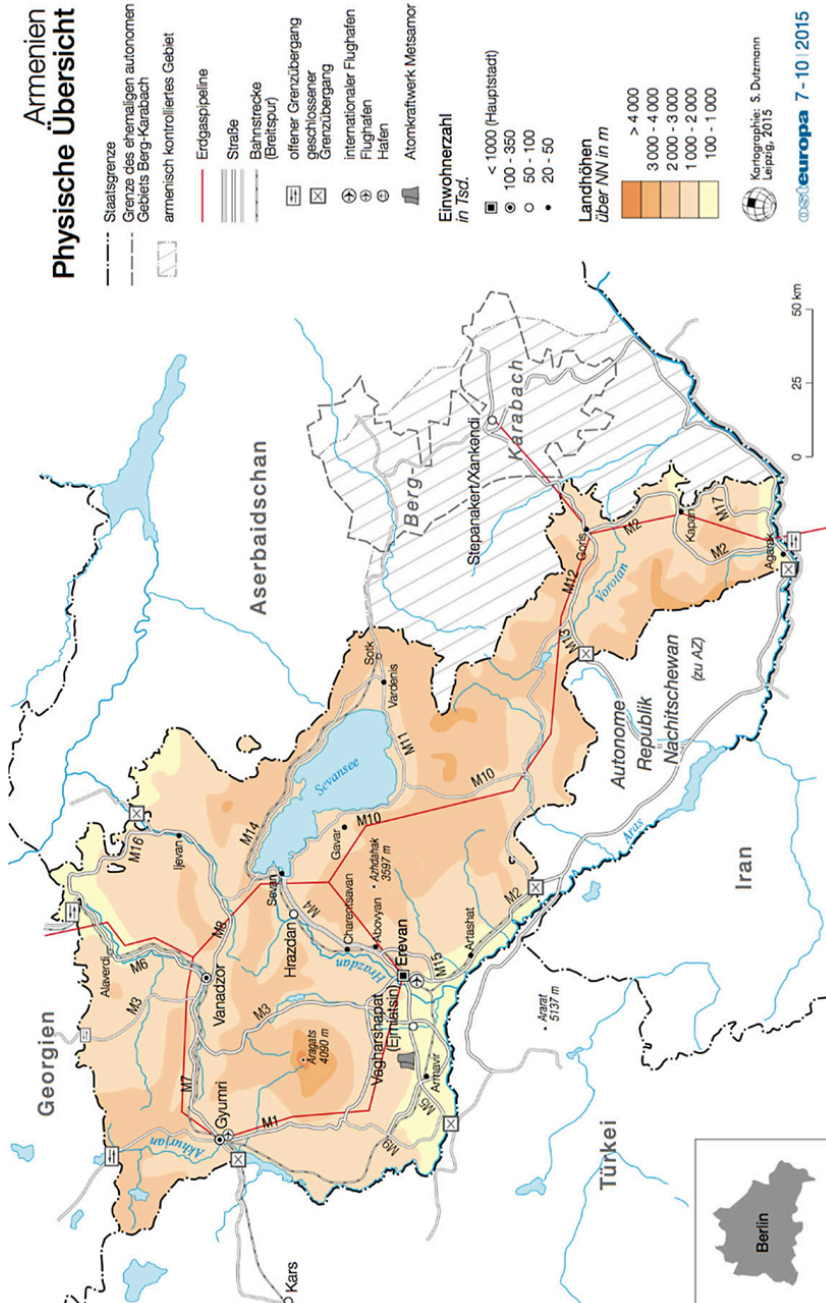 Armenien
Physische Übersicht
Staatsgrenze
Grenze des ehemaligen autonomen
Gebiets Berg-Karabach
armenisch kontrolliertes Gebiet
Erdgaspipeline
Straße
Bahnstrecke
(Breitspur)
offener Grenzübergang
geschlossener
Grenzübergang
internationaler Flughafen
Flughafen
Hafen
Atomkraftwerk Metsamor
Einwohnerzahl
in Tsd.
< 1000 (Hauptstadt)
100 - 350
50 - 100
20 - 50
Landhöhen
über NN in m
> 4 000
3 000 - 4 000
2 000 - 3 000
1 000 - 2 000
100 - 1 000
Kartographie: S. Dutzmann
Leipzig, 2015
osteuropa 7-10 | 2015
Georgien
Aserbaidschan
Türkei
Iran
Autonome
Republik
Nachitschewan
(zu AZ)
Berg-
Karabach
Stepanakert/Xankendi
Alaverdi
M6
M3
M16
Ijevan
M7
Vanadzor
M8
Gyumri
Akhurjan
M1
M3
Aragats
4090 m
Kars
M14
Sevansee
Sevan
M4
Hrazdan
Hrazdan
Charentsavan
Abovyan
Gavar
Azhdahak
3597 m
M10
M10
M11
Vardenis
Sotk
Erevan
M15
Vagharshapat
(Ejmiatsin)
Armavir
M5
M9
Artashat
M2
Ararat
5137 m
Aras
M12
M13
Goris
Vorotan
M2
Kapan
M2
M17
Agarak
0 25 50 km
Berlin